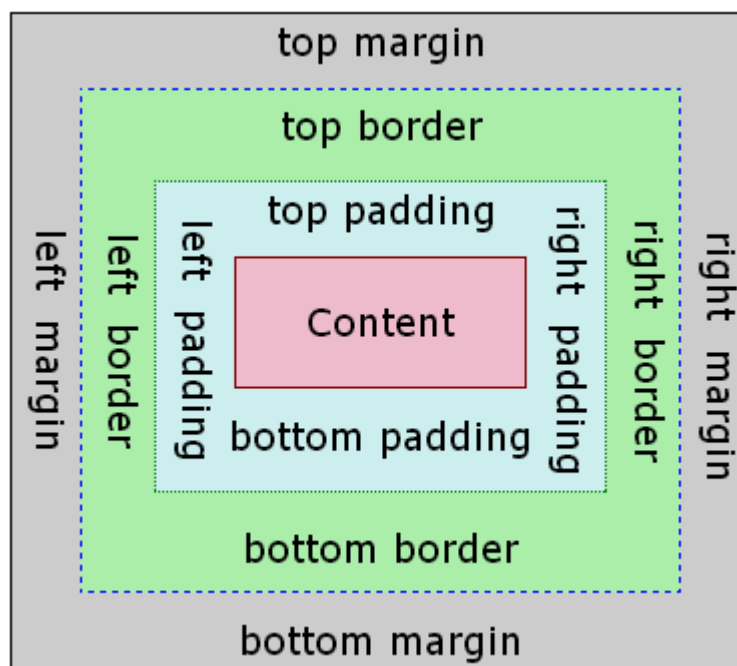 top margin
top border
top padding
left margin
left border
left padding
Content
right padding
right border
right margin
bottom padding
bottom border
bottom margin